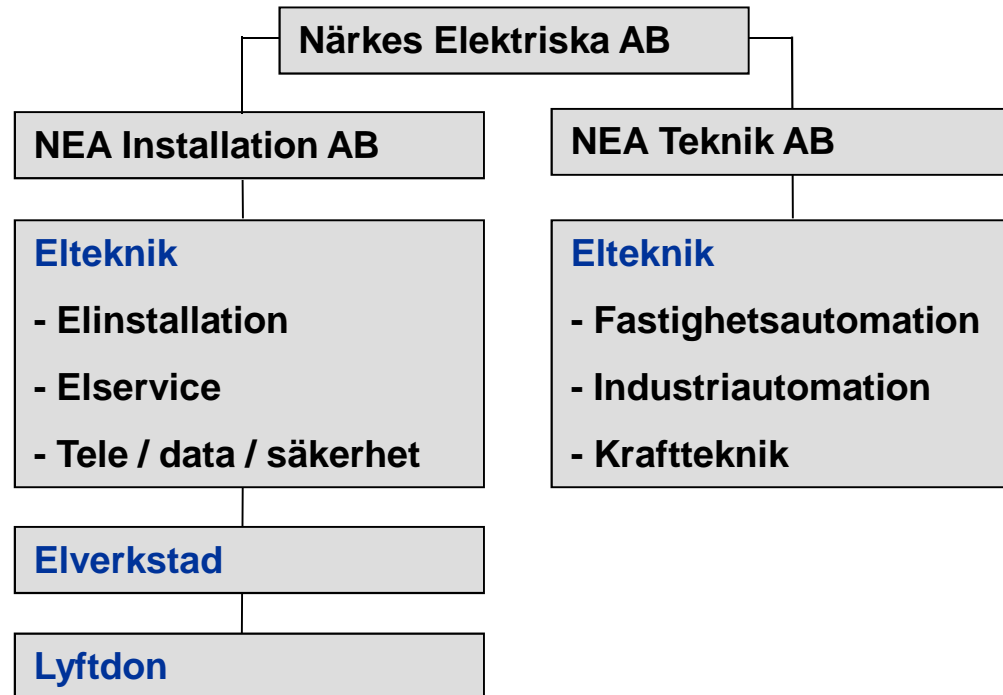 Närkes Elektriska AB
NEA Installation AB
Elteknik
- Elinstallation
- Elservice
- Tele / data / säkerhet
Elverkstad
Lyftdon
NEA Teknik AB
Elteknik
- Fastighetsautomation
- Industriautomation
- Kraftteknik